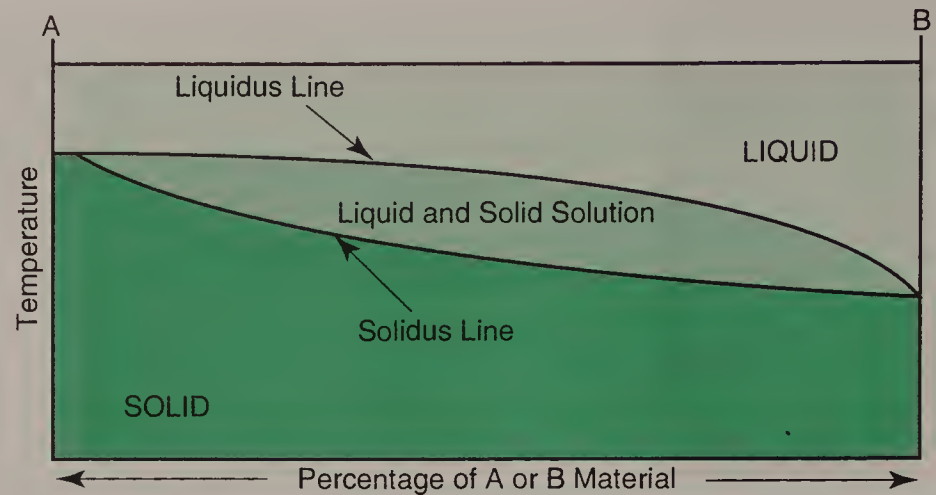 A
B
Liquidus Line
LIQUID
Liquid and Solid Solution
Temperature
Solidus Line
SOLID
Percentage of A or B Material